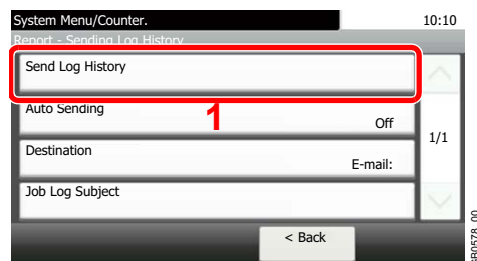 System Menu/Counter.
10:10
Report - Sending Log History
Send Log History
1
Auto Sending
Off
1/1
Destination
E-mail:
Job Log Subject
< Back
GB0578_00